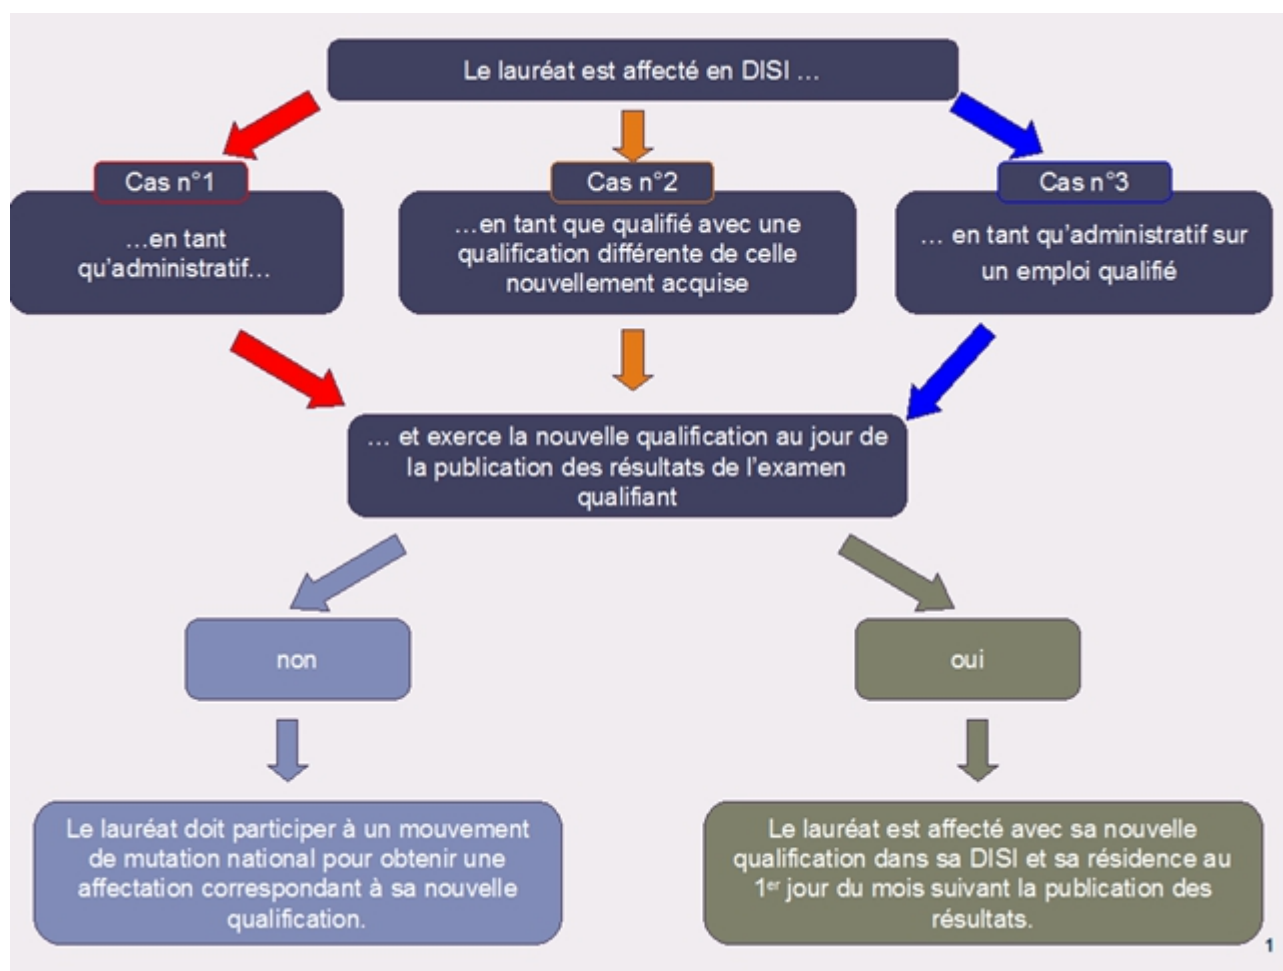 Le lauréat est affecté en DISI …
Cas n°1
…en tant
qu'administratif…
Cas n°2
…en tant que qualifié avec une
qualification différente de celle
nouvellement acquise
Cas n°3
… en tant qu'administratif sur
un emploi qualifié
… et exerce la nouvelle qualification au jour de
la publication des résultats de l'examen
qualifiant
non
oui
Le lauréat doit participer à un mouvement
de mutation national pour obtenir une
affectation correspondant à sa nouvelle
qualification.
Le lauréat est affecté avec sa nouvelle
qualification dans sa DISI et sa résidence au
1er jour du mois suivant la publication des
résultats.
1